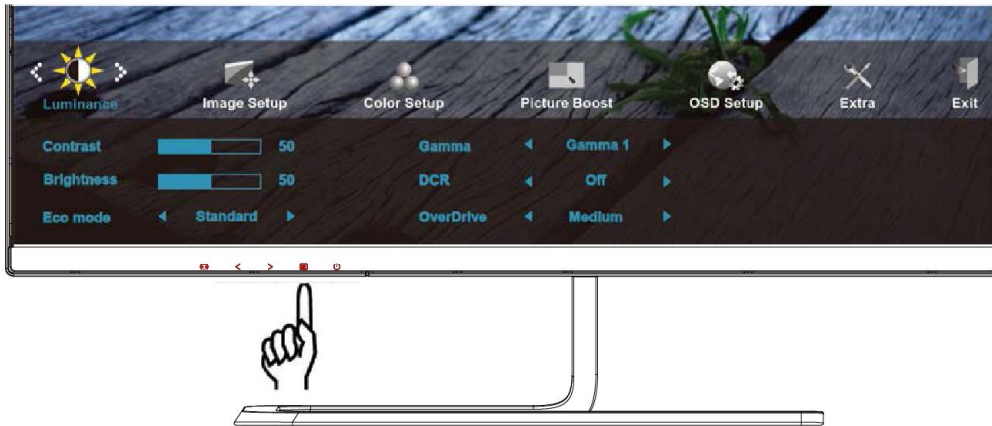 Luminance Image Setup Color Setup Picture Boost OSD Setup Extra Exit
Contrast 50 Gamma Gamma 1
Brightness 50 DCR Off
Eco mode Standard OverDrive Medium